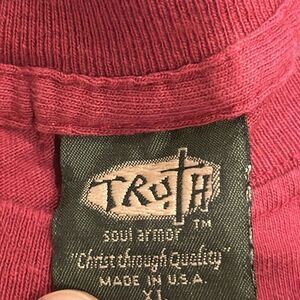 TRUTH
TM
soul armor
"Christ through Quality"
MADE IN U.S.A.
XL